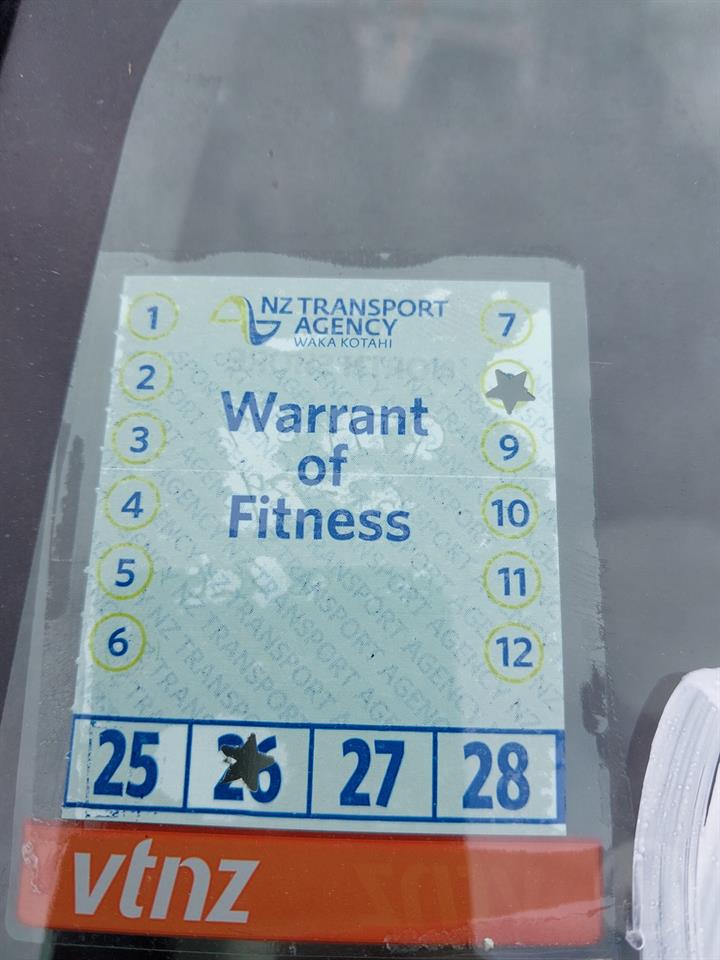 NZ TRANSPORT
AGENCY
WAKA KOTAHI
Warrant
of
Fitness
1
2
3
4
5
6
7
9
10
11
12
25 26 27 28
vtnz